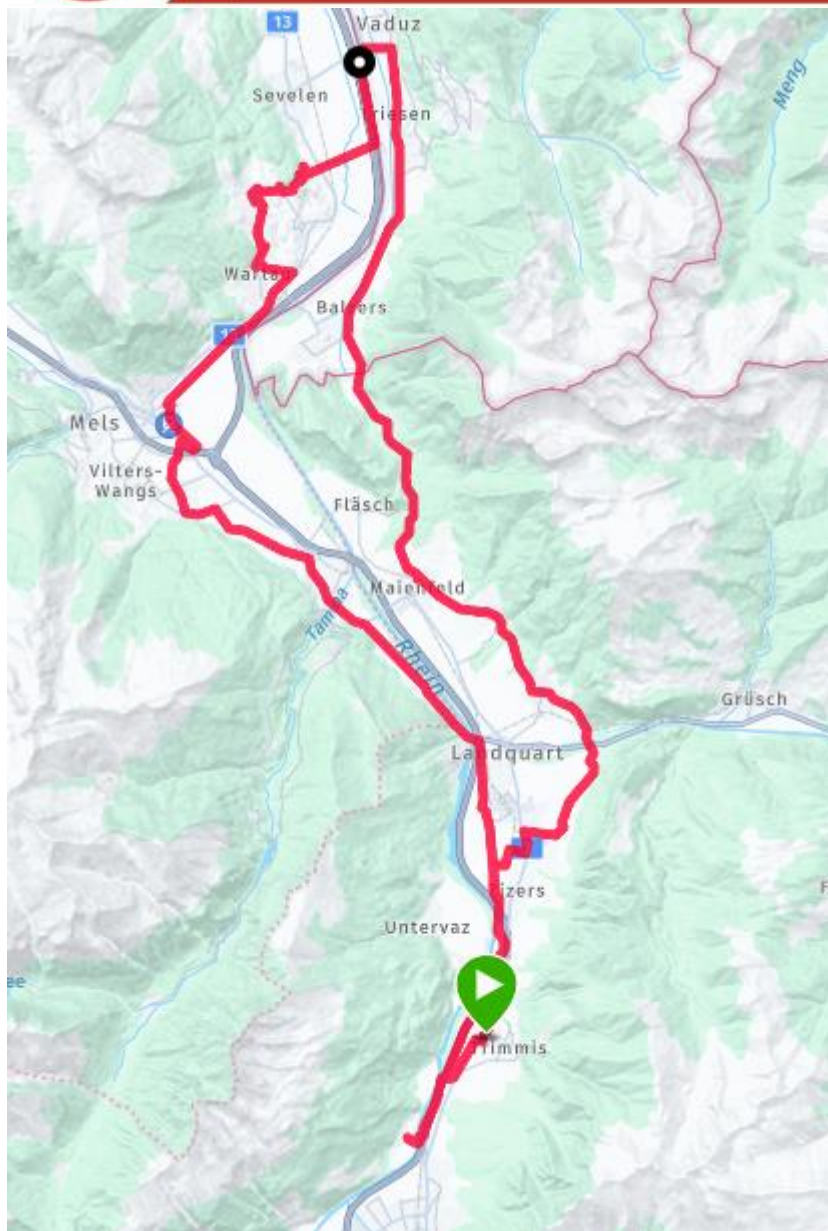 Vaduz
13
Sevelen
Triesen
Meng
Wartau
Balzers
13
Mels
Vilters-
Wangs
Fläsch
Tamina
Maienfeld
Rhein
Grüsch
Landquart
Zizers
Untervaz
Trimmis